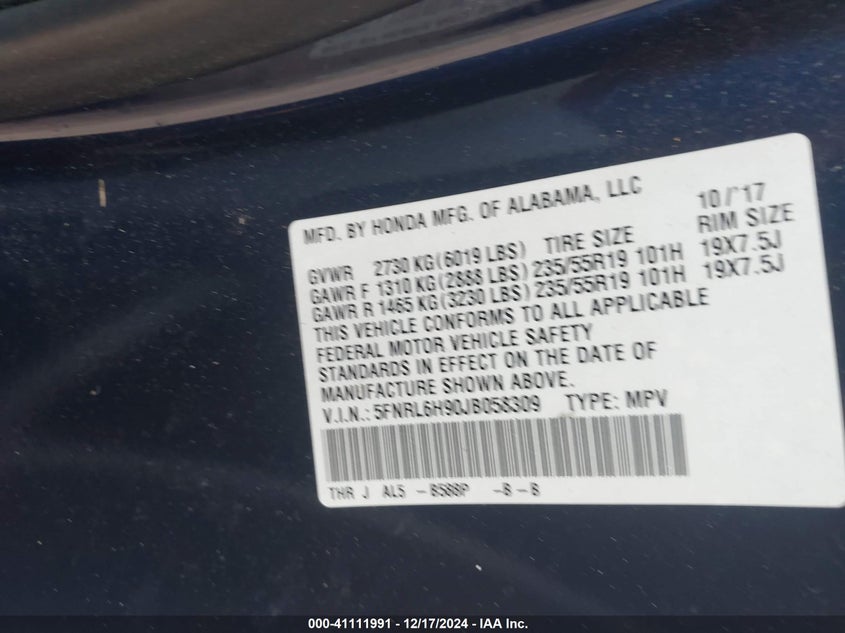 MFD. BY HONDA MFG. OF ALABAMA, LLC 10/'17
GVWR 2730 KG(6019 LBS) TIRE SIZE RIM SIZE
GAWR F 1310 KG(2888 LBS) 235/55R19 101H 19X7.5J
GAWR R 1465 KG(3230 LBS) 235/55R19 101H 19X7.5J
THIS VEHICLE CONFORMS TO ALL APPLICABLE
FEDERAL MOTOR VEHICLE SAFETY
STANDARDS IN EFFECT ON THE DATE OF
MANUFACTURE SHOWN ABOVE.
V.I.N.: 5FNRL6H90JB058309 TYPE: MPV
THR J AL5 -B588P -B-B
000-41111991 - 12/17/2024 - IAA Inc.